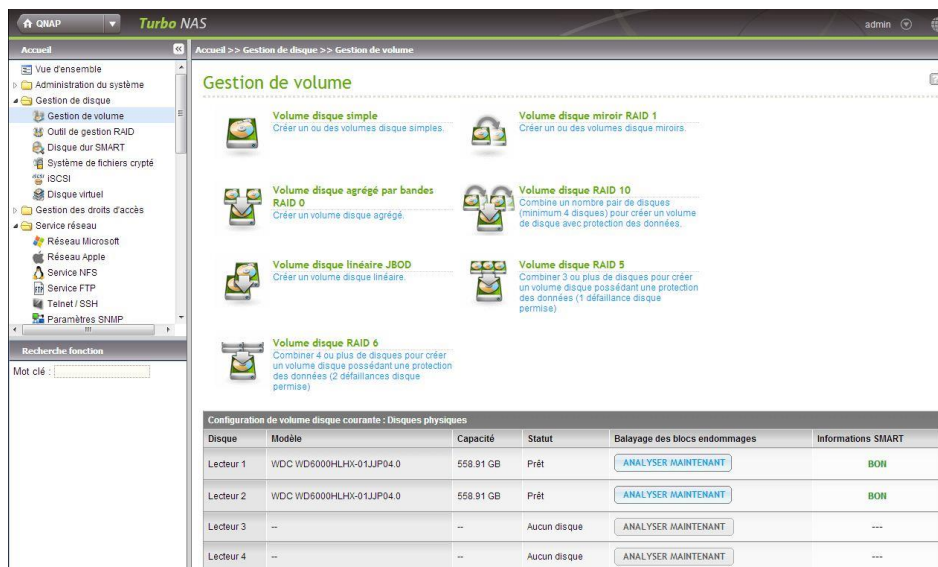 QNAP
Turbo NAS
admin
Accueil
Accueil >> Gestion de disque >> Gestion de volume
Vue d'ensemble
Administration du système
Gestion de disque
Gestion de volume
Outil de gestion RAID
Disque dur SMART
Système de fichiers crypté
iSCSI
Disque virtuel
Gestion des droits d'accès
Service réseau
Réseau Microsoft
Réseau Apple
Service NFS
Service FTP
Telnet / SSH
Paramètres SNMP
Recherche fonction
Mot clé :
Gestion de volume
Volume disque simple
Créer un ou des volumes disque simples.
Volume disque miroir RAID 1
Créer un ou des volumes disque miroirs.
Volume disque agrégé par bandes
RAID 0
Créer un volume disque agrégé.
Volume disque RAID 10
Combine un nombre pair de disques
(minimum 4 disques) pour créer un volume
de disque avec protection des données.
Volume disque linéaire JBOD
Créer un volume disque linéaire.
Volume disque RAID 5
Combiner 3 ou plus de disques pour créer
un volume disque possédant une protection
des données (1 défaillance disque
permise)
Volume disque RAID 6
Combiner 4 ou plus de disques pour créer
un volume disque possédant une protection
des données (2 défaillances disque
permise)
Configuration de volume disque courante : Disques physiques
Disque Modèle Capacité Statut Balayage des blocs endommages Informations SMART
Lecteur 1 WDC WD6000HLHX-01JJP04.0 558.91 GB Prêt ANALYSER MAINTENANT BON
Lecteur 2 WDC WD6000HLHX-01JJP04.0 558.91 GB Prêt ANALYSER MAINTENANT BON
Lecteur 3 -- -- Aucun disque ANALYSER MAINTENANT ---
Lecteur 4 -- -- Aucun disque ANALYSER MAINTENANT ---